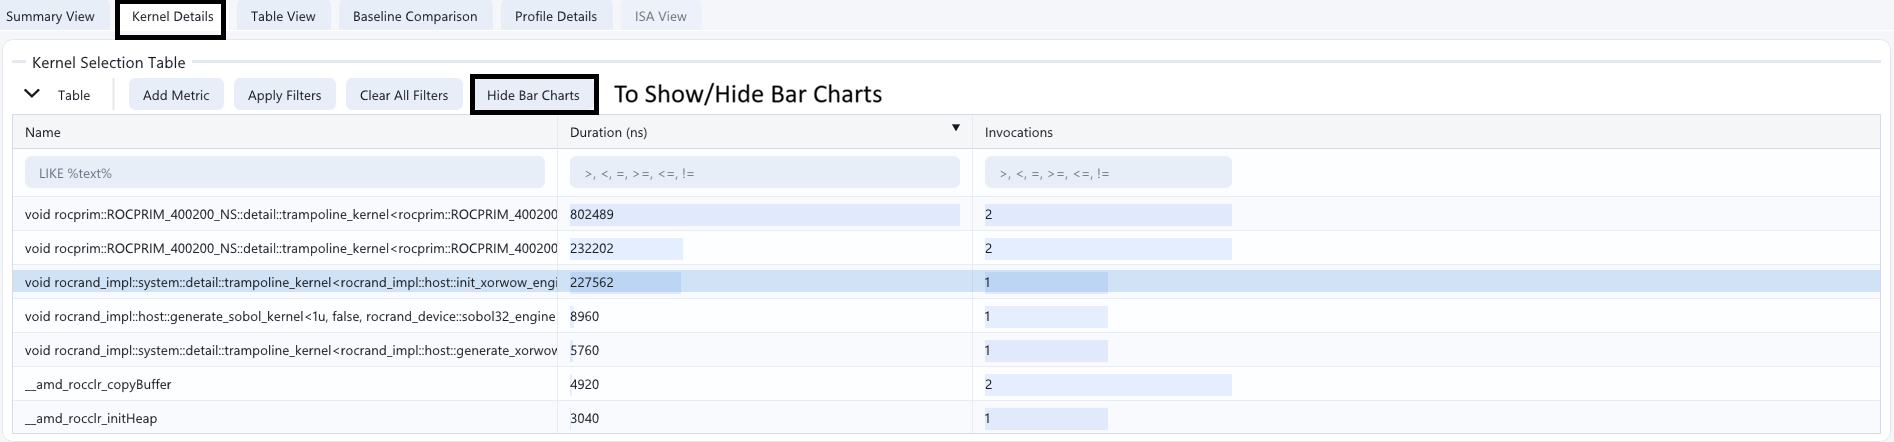 Summary View Kernel Details Table View Baseline Comparison Profile Details ISA View
Kernel Selection Table
Table Add Metric Apply Filters Clear All Filters Hide Bar Charts To Show/Hide Bar Charts
Name Duration (ns) Invocations
LIKE %text% >, <, =, >=, <=, != >, <, =, >=, <=, !=
void rocprim::ROCPRIM_400200_NS::detail::trampoline_kernel<rocprim::ROCPRIM_400200 802489 2
void rocprim::ROCPRIM_400200_NS::detail::trampoline_kernel<rocprim::ROCPRIM_400200 232202 2
void rocrand_impl::system::detail::trampoline_kernel<rocrand_impl::host::init_xorwow_engi 227562 1
void rocrand_impl::host::generate_sobol_kernel<1u, false, rocrand_device::sobol32_engine 8960 1
void rocrand_impl::system::detail::trampoline_kernel<rocrand_impl::host::generate_xorwow 5760 1
__amd_rocclr_copyBuffer 4920 2
__amd_rocclr_initHeap 3040 1